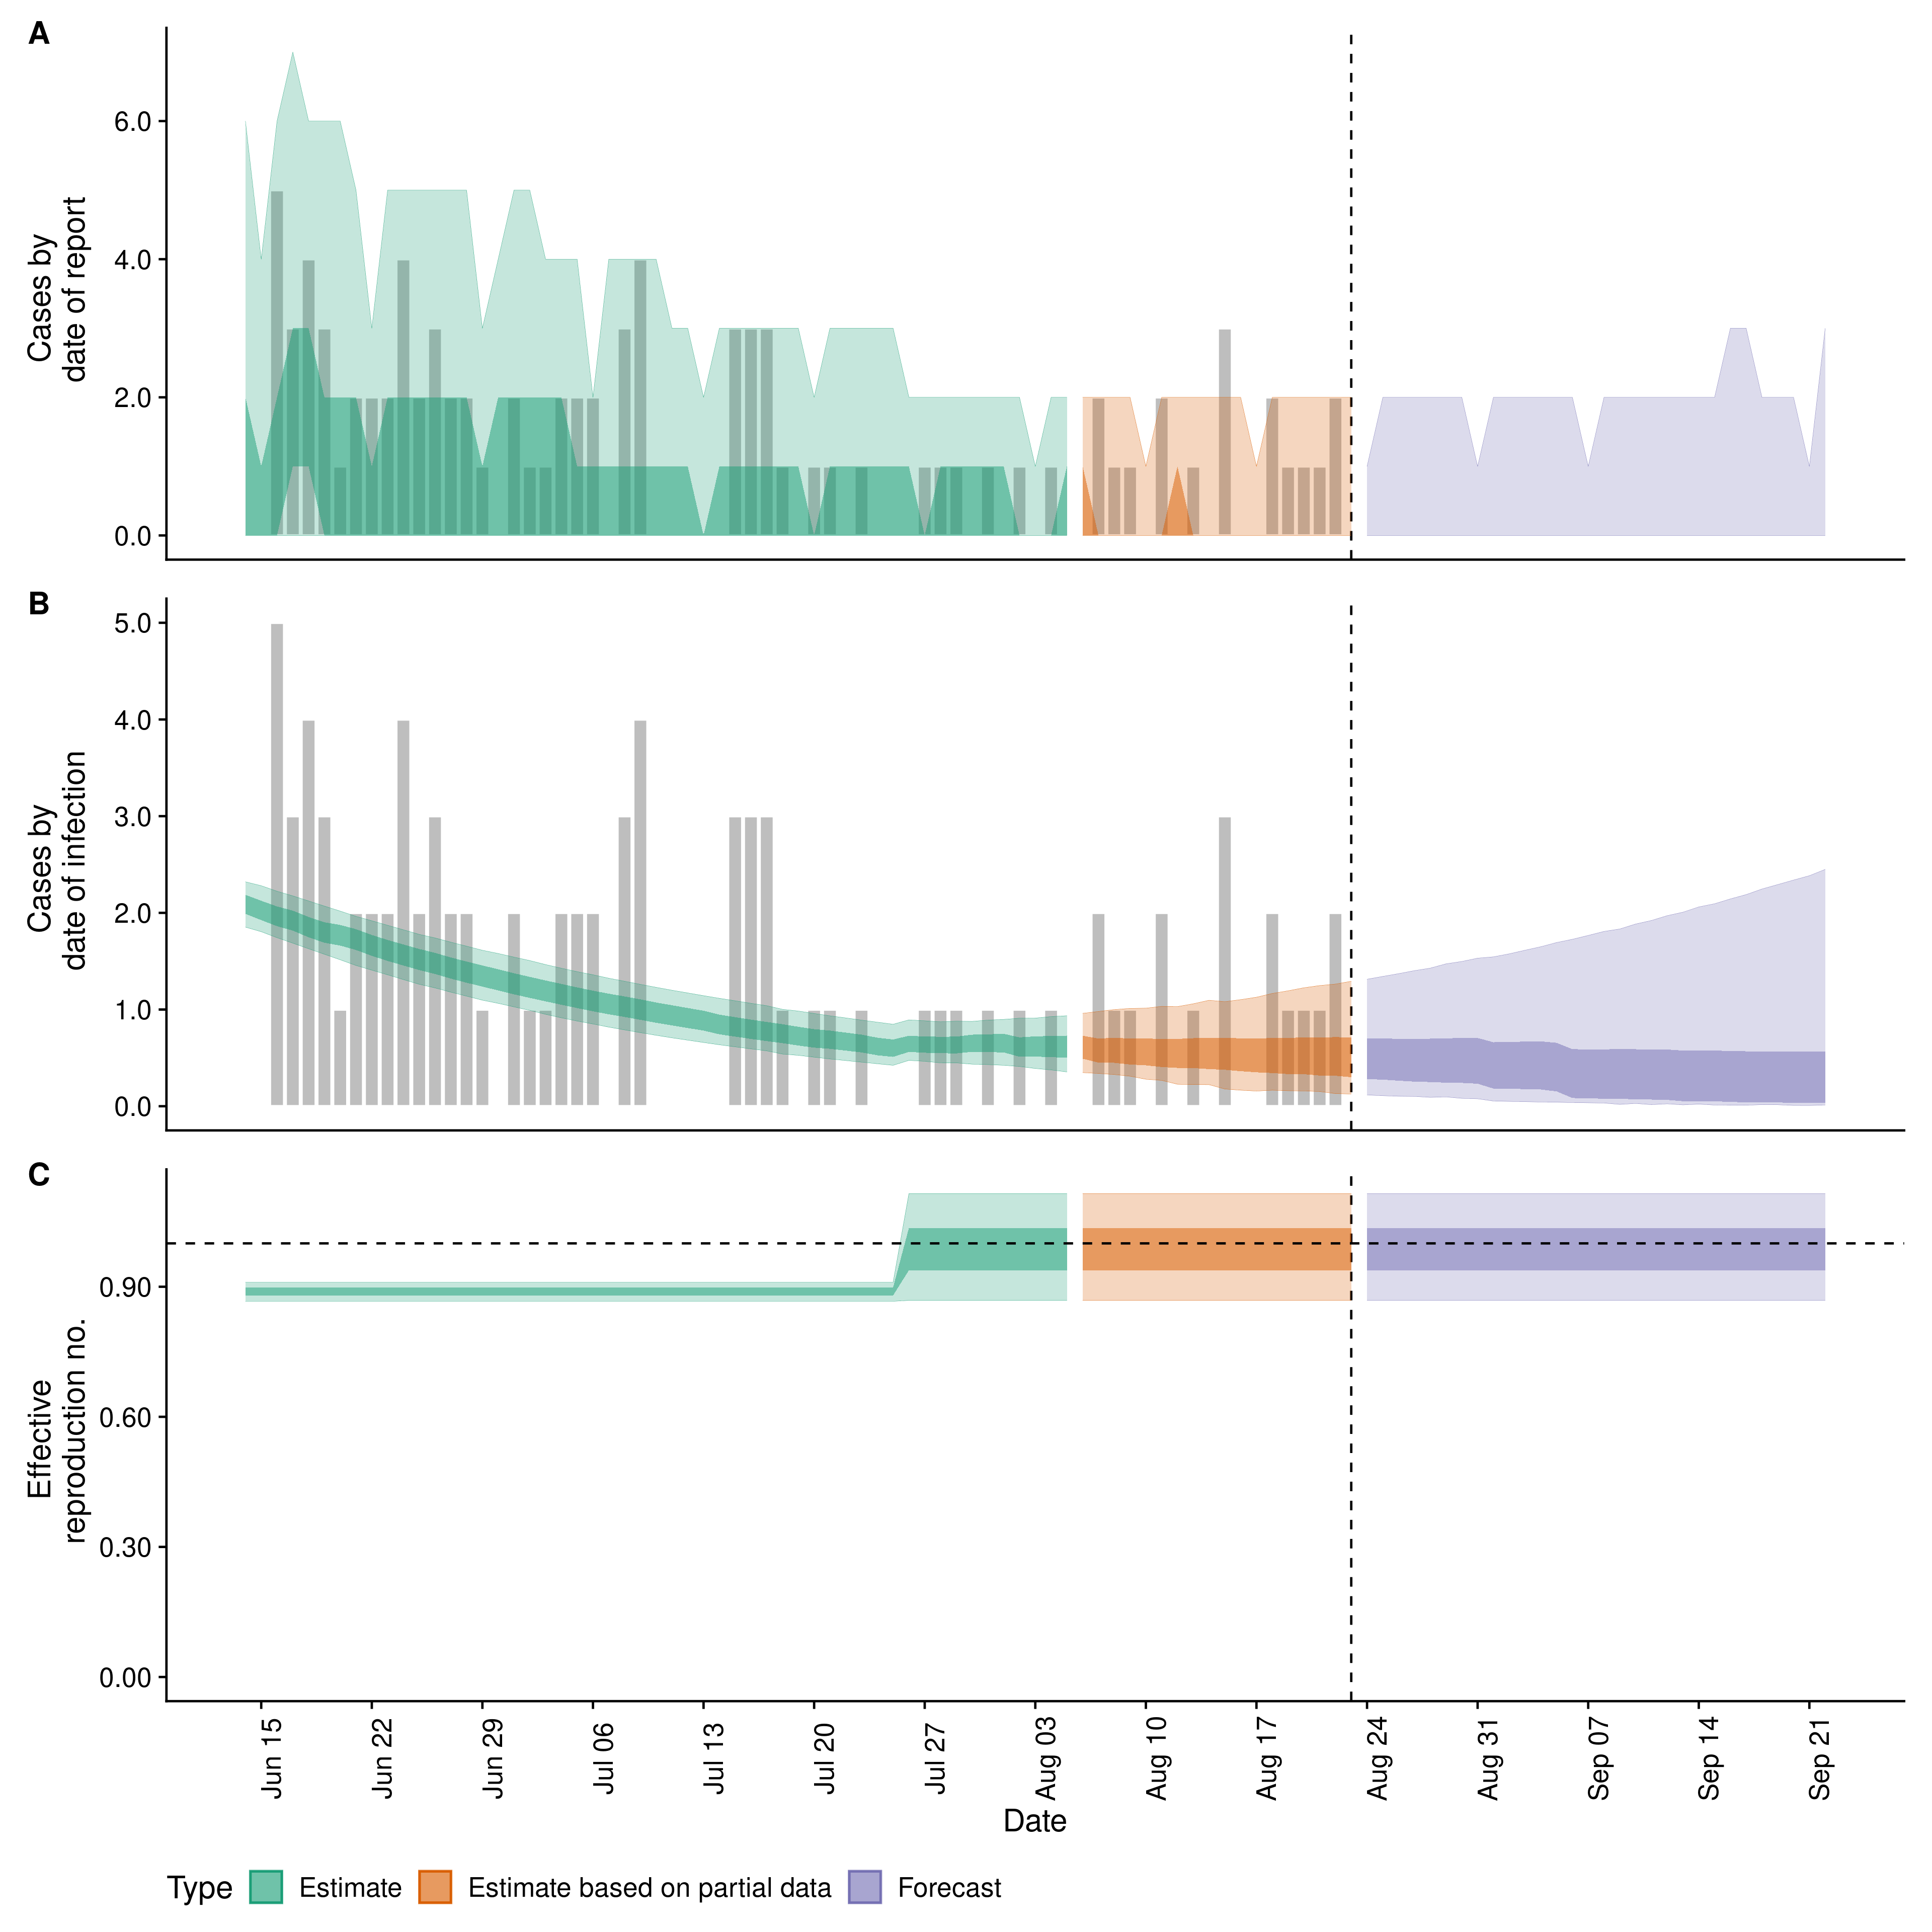 A
6.0
4.0
2.0
0.0
Cases by
date of report
B
5.0
4.0
3.0
2.0
1.0
0.0
Cases by
date of infection
C
0.90
0.60
0.30
0.00
Effective
reproduction no.
Jun 15
Jun 22
Jun 29
Jul 06
Jul 13
Jul 20
Jul 27
Aug 03
Aug 10
Aug 17
Aug 24
Aug 31
Sep 07
Sep 14
Sep 21
Date
Type Estimate Estimate based on partial data Forecast